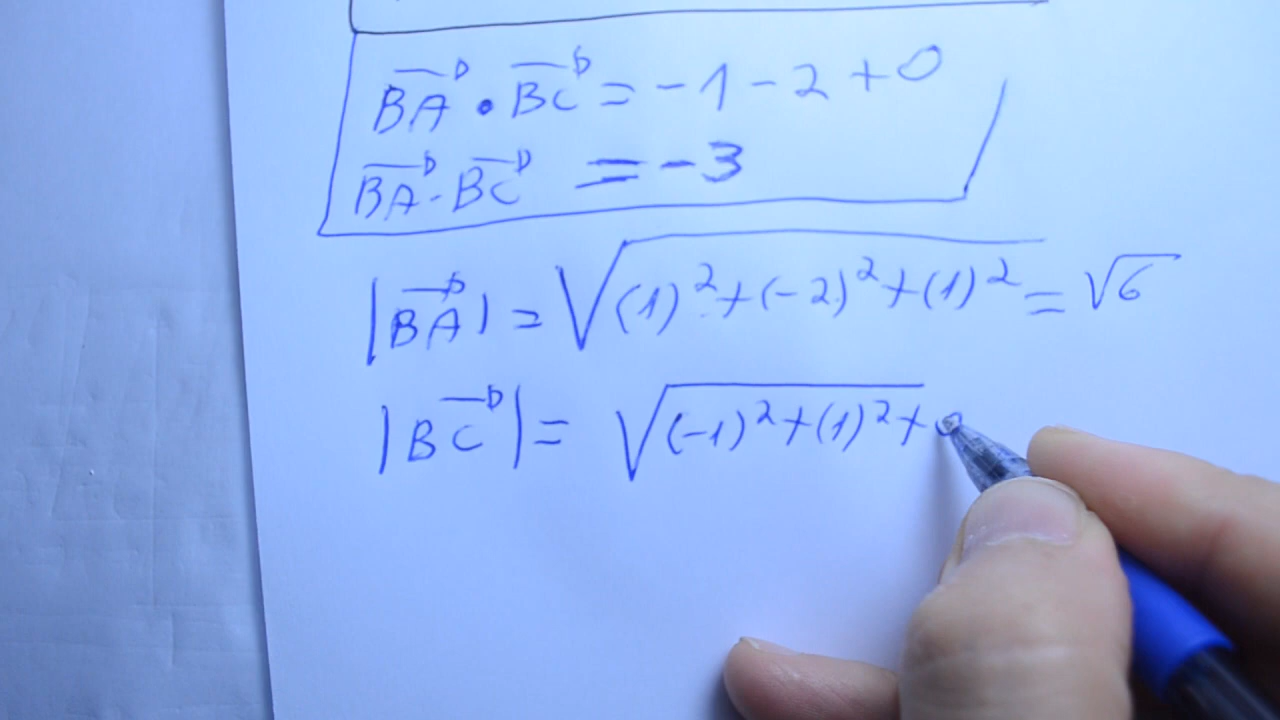 BA⃗ • BC⃗ = -1 - 2 + 0
BA⃗ · BC⃗ = -3
|BA⃗| = √((1)² + (-2)² + (1)²) = √6
|BC⃗| = √((-1)² + (1)² + 0